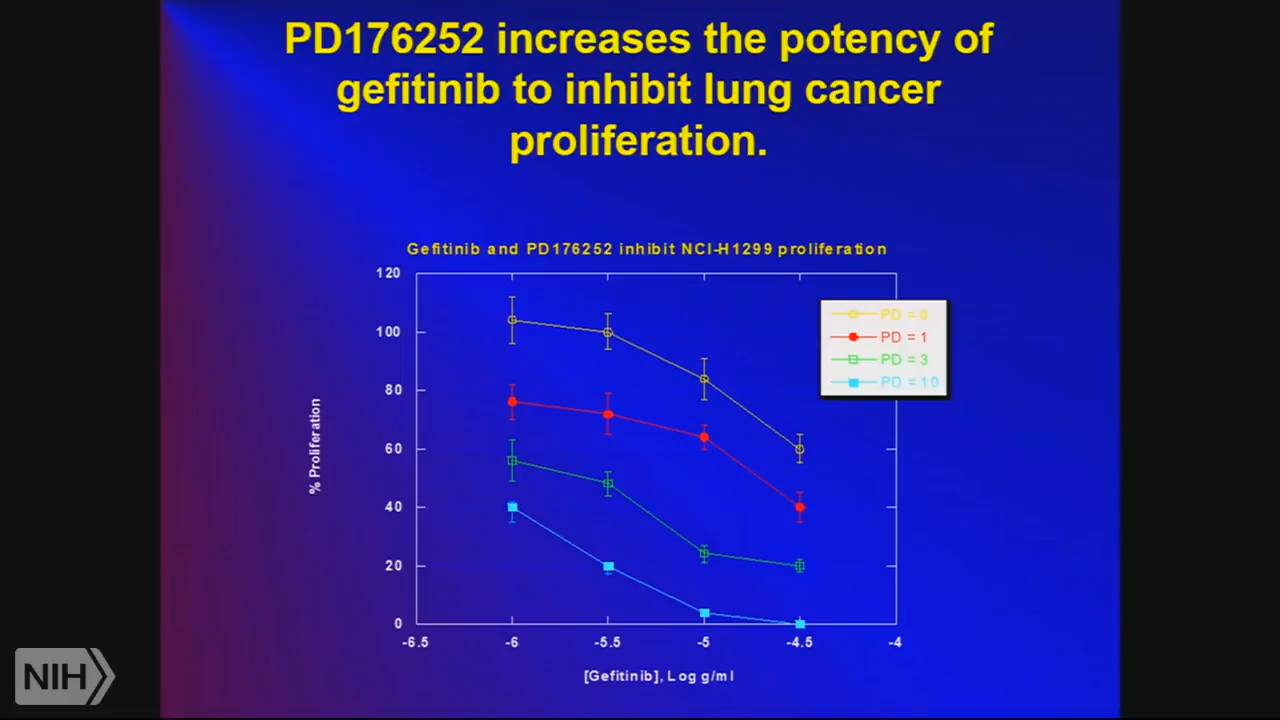 PD176252 increases the potency of
gefitinib to inhibit lung cancer
proliferation.
Gefitinib and PD176252 inhibit NCI-H1299 proliferation
120
100
80
60
40
20
0
% Proliferation
-6.5 -6 -5.5 -5 -4.5 -4
[Gefitinib], Log g/ml
PD = 0
PD = 1
PD = 3
PD = 10
NIH